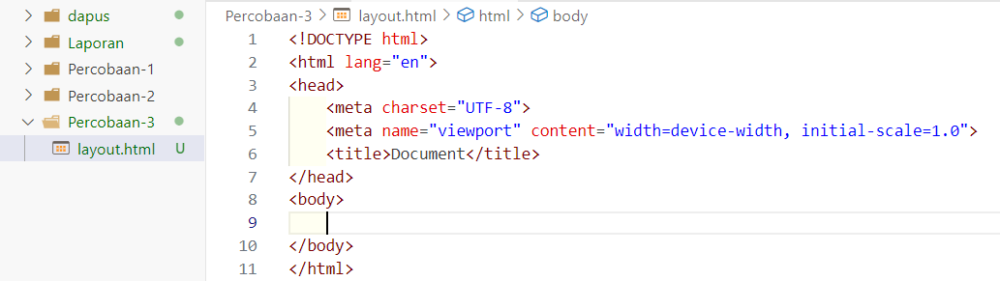 dapus
Laporan
Percobaan-1
Percobaan-2
Percobaan-3
layout.html U
Percobaan-3 > layout.html > html > body
1 <!DOCTYPE html>
2 <html lang="en">
3 <head>
4     <meta charset="UTF-8">
5     <meta name="viewport" content="width=device-width, initial-scale=1.0">
6     <title>Document</title>
7 </head>
8 <body>
9
10 </body>
11 </html>